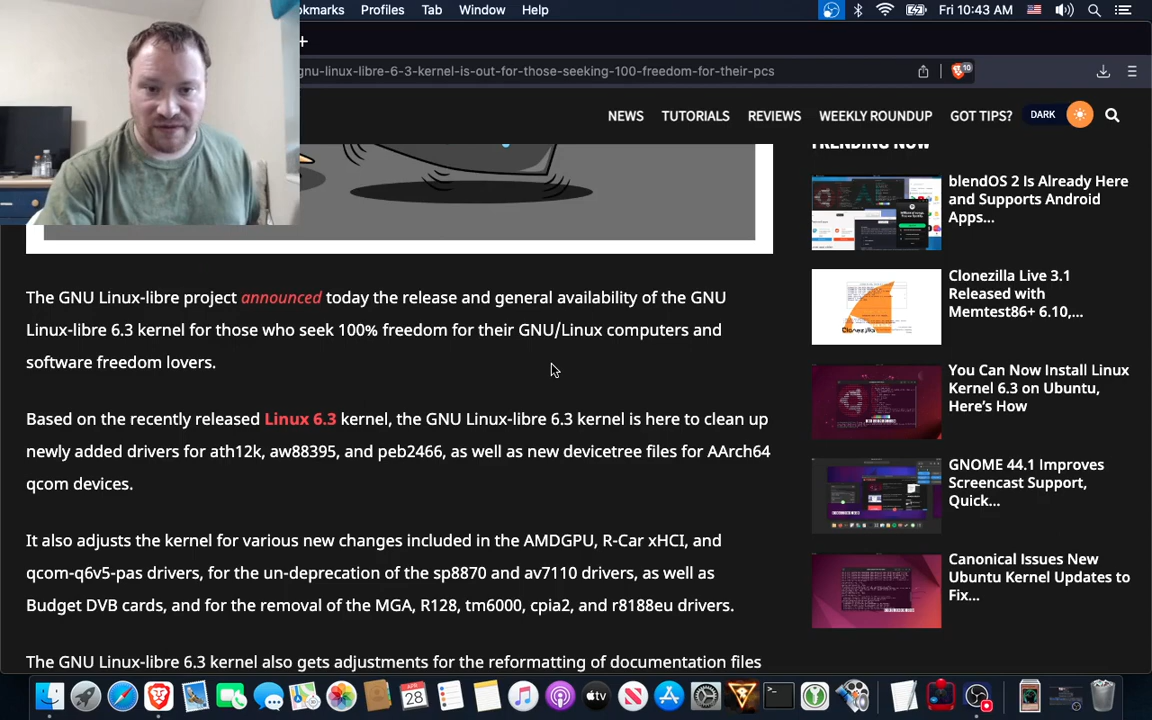 okmarks Profiles Tab Window Help Fri 10:43 AM
gnu-linux-libre-6-3-kernel-is-out-for-those-seeking-100-freedom-for-their-pcs
10
NEWS TUTORIALS REVIEWS WEEKLY ROUNDUP GOT TIPS? DARK
TRENDING NOW
blendOS 2 Is Already Here
and Supports Android
Apps...
Clonezilla Live 3.1
Released with
Memtest86+ 6.10,...
You Can Now Install Linux
Kernel 6.3 on Ubuntu,
Here's How
GNOME 44.1 Improves
Screencast Support,
Quick...
Canonical Issues New
Ubuntu Kernel Updates to
Fix...
The GNU Linux-libre project announced today the release and general availability of the GNU
Linux-libre 6.3 kernel for those who seek 100% freedom for their GNU/Linux computers and
software freedom lovers.
Based on the recently released Linux 6.3 kernel, the GNU Linux-libre 6.3 kernel is here to clean up
newly added drivers for ath12k, aw88395, and peb2466, as well as new devicetree files for AArch64
qcom devices.
It also adjusts the kernel for various new changes included in the AMDGPU, R-Car xHCI, and
qcom-q6v5-pas drivers, for the un-deprecation of the sp8870 and av7110 drivers, as well as
Budget DVB cards, and for the removal of the MGA, R128, tm6000, cpia2, and r8188eu drivers.
The GNU Linux-libre 6.3 kernel also gets adjustments for the reformatting of documentation files
APR
28
tv